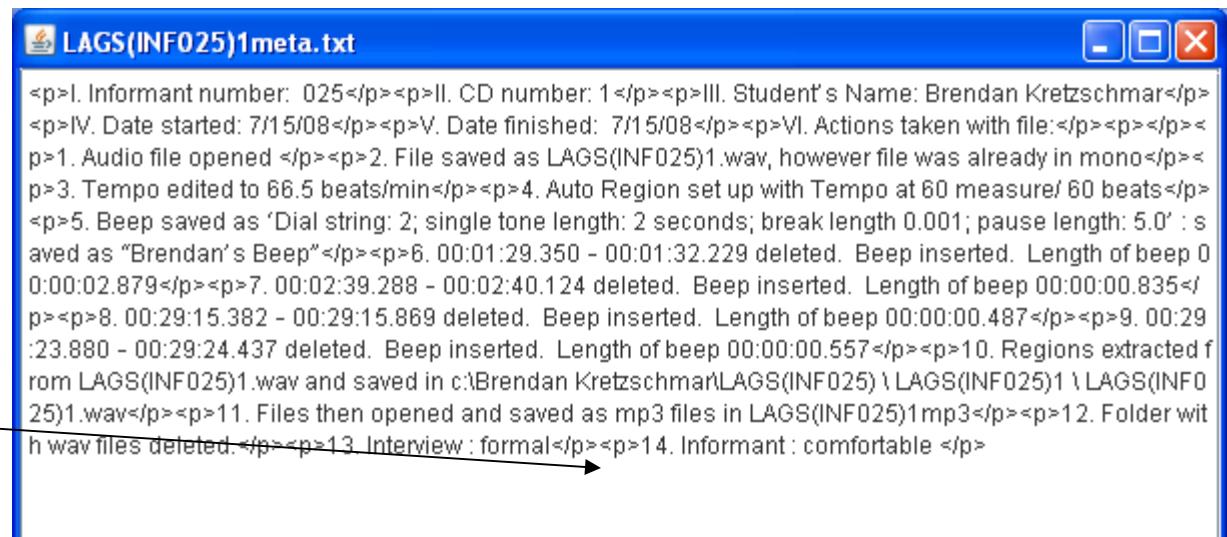 LAGS(INF025)1meta.txt
<p>I. Informant number:  025</p><p>II. CD number: 1</p><p>III. Student's Name: Brendan Kretzschmar</p>
<p>IV. Date started: 7/15/08</p><p>V. Date finished:  7/15/08</p><p>VI. Actions taken with file:</p><p></p><
p>1. Audio file opened </p><p>2. File saved as LAGS(INF025)1.wav, however file was already in mono</p><
p>3. Tempo edited to 66.5 beats/min</p><p>4. Auto Region set up with Tempo at 60 measure/ 60 beats</p>
<p>5. Beep saved as ‘Dial string: 2; single tone length: 2 seconds; break length 0.001; pause length: 5.0’ : s
aved as “Brendan’s Beep”</p><p>6. 00:01:29.350 – 00:01:32.229 deleted.  Beep inserted.  Length of beep 0
0:00:02.879</p><p>7. 00:02:39.288 – 00:02:40.124 deleted.  Beep inserted.  Length of beep 00:00:00.835</
p><p>8. 00:29:15.382 – 00:29:15.869 deleted.  Beep inserted.  Length of beep 00:00:00.487</p><p>9. 00:29
:23.880 – 00:29:24.437 deleted.  Beep inserted.  Length of beep 00:00:00.557</p><p>10. Regions extracted f
rom LAGS(INF025)1.wav and saved in c:\Brendan Kretzschmar\LAGS(INF025) \ LAGS(INF025)1 \ LAGS(INF0
25)1.wav</p><p>11. Files then opened and saved as mp3 files in LAGS(INF025)1mp3</p><p>12. Folder wit
h wav files deleted.</p><p>13. Interview : formal</p><p>14. Informant : comfortable </p>